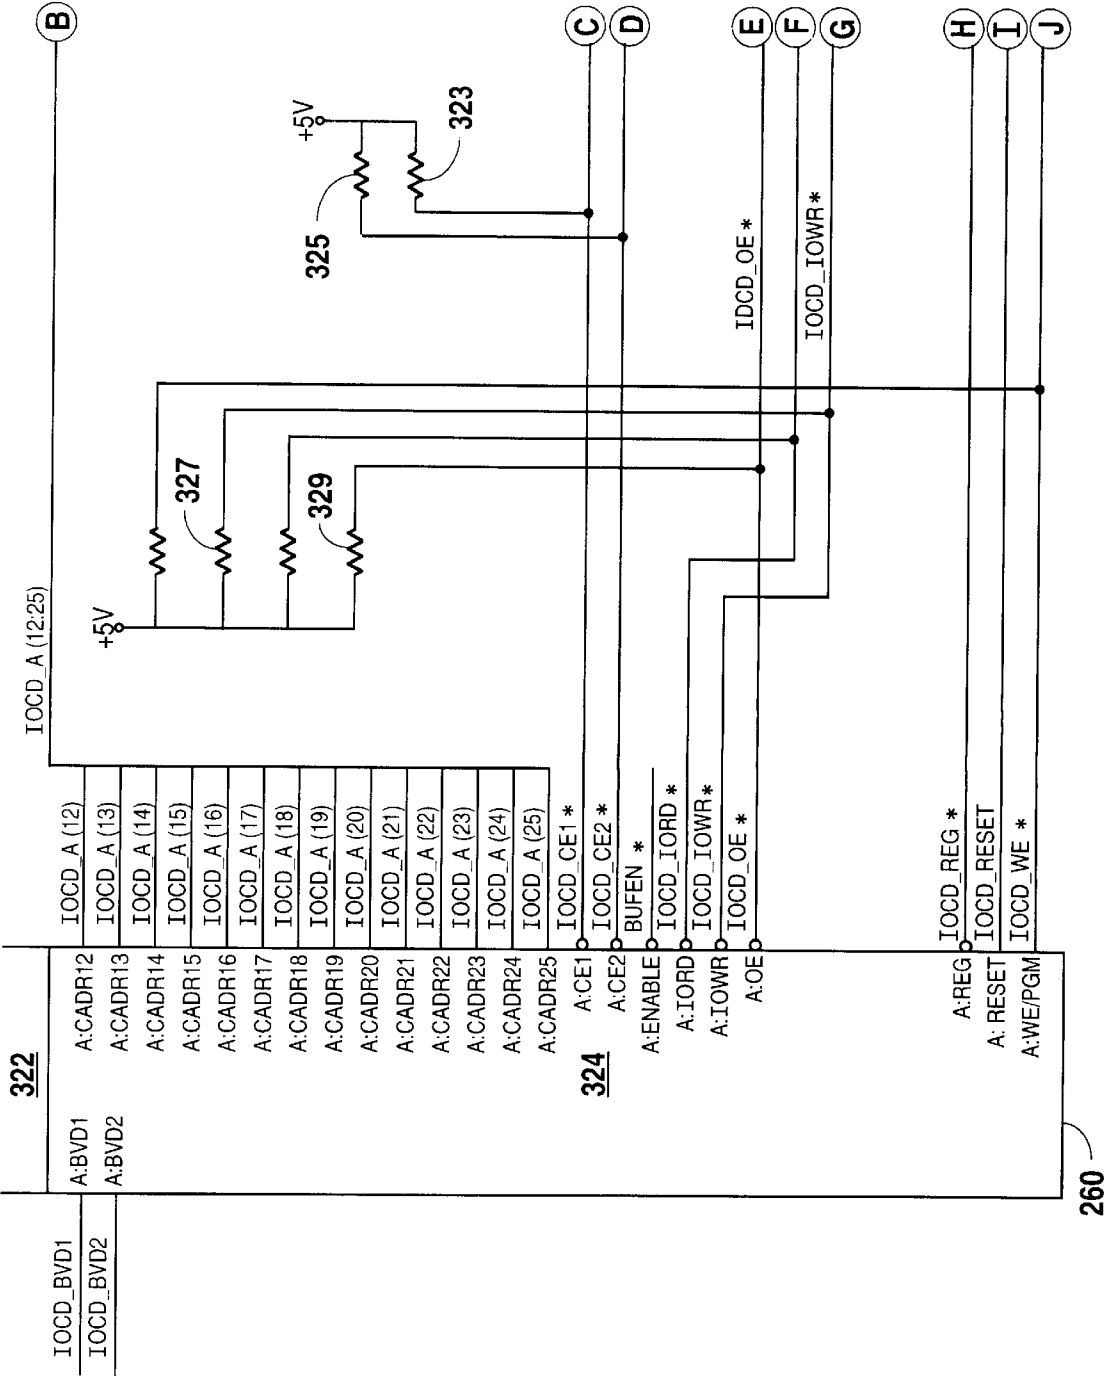 B
C
D
E
F
G
H
I
J
+5V
323
325
IDCD_OE *
IOCD_IOWR *
327
329
+5V
IOCD_A (12:25)
IOCD_A (12)
IOCD_A (13)
IOCD_A (14)
IOCD_A (15)
IOCD_A (16)
IOCD_A (17)
IOCD_A (18)
IOCD_A (19)
IOCD_A (20)
IOCD_A (21)
IOCD_A (22)
IOCD_A (23)
IOCD_A (24)
IOCD_A (25)
IOCD_CE1 *
IOCD_CE2 *
BUFEN *
IOCD_IORD *
IOCD_IOWR *
IOCD_OE *
IOCD_REG *
IOCD_RESET
IOCD_WE *
322
A:CADR12
A:CADR13
A:CADR14
A:CADR15
A:CADR16
A:CADR17
A:CADR18
A:CADR19
A:CADR20
A:CADR21
A:CADR22
A:CADR23
A:CADR24
A:CADR25
A:CE1
A:CE2
A:ENABLE
A:IORD
A:IOWR
A:OE
A:REG
A: RESET
A:WE/PGM
324
A:BVD1
A:BVD2
260
IOCD_BVD1
IOCD_BVD2